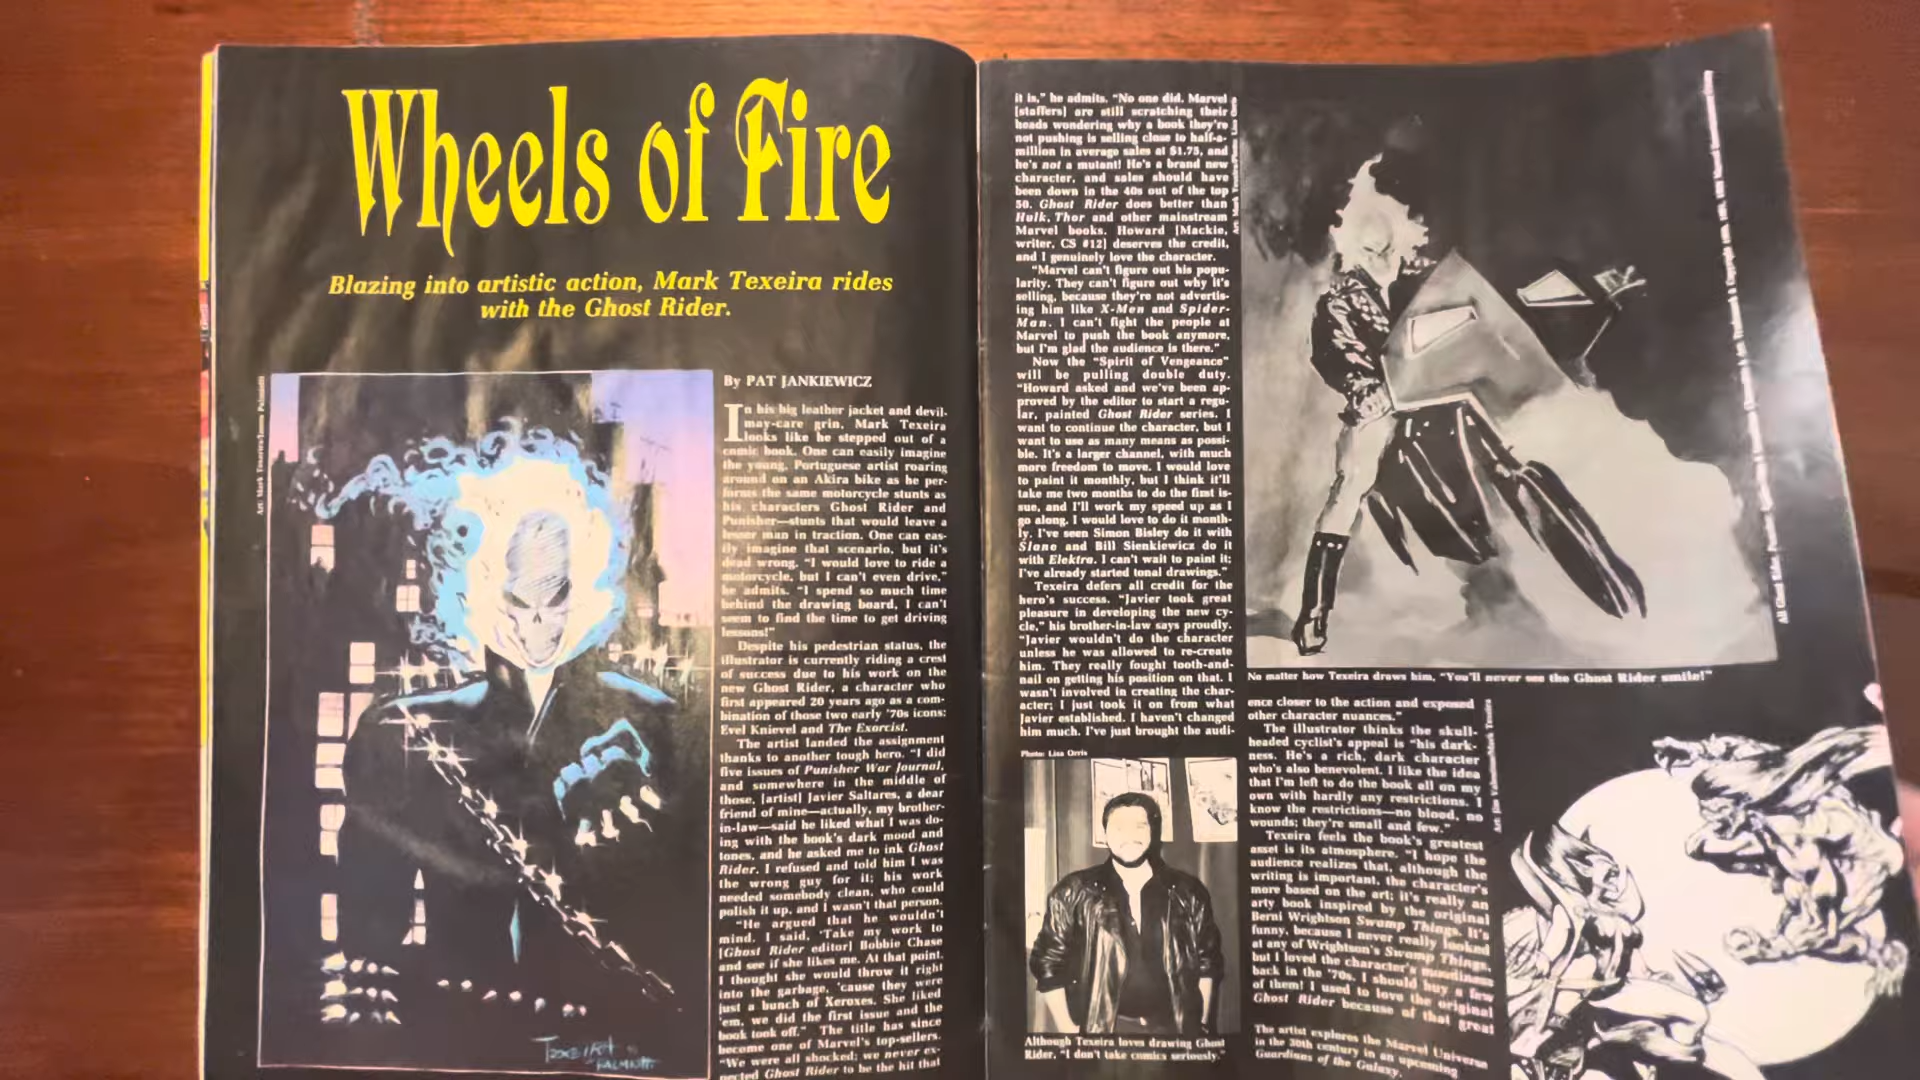 Wheels of Fire
Blazing into artistic action, Mark Texeira rides
with the Ghost Rider.
Art: Mark Texeira/Jimmy Palmiotti
By PAT JANKIEWICZ
In his big leather jacket and devil-
may-care grin, Mark Texeira
looks like he stepped out of a
comic book. One can easily imagine
the young, Portuguese artist roaring
around on an Akira bike as he per-
forms the same motorcycle stunts as
his characters Ghost Rider and
Punisher—stunts that would leave a
lesser man in traction. One can eas-
ily imagine that scenario, but it's
dead wrong. "I would love to ride a
motorcycle, but I can't even drive,"
he admits. "I spend so much time
behind the drawing board, I can't
seem to find the time to get driving
lessons!"
Despite his pedestrian status, the
illustrator is currently riding a crest
of success due to his work on the
new Ghost Rider, a character who
first appeared 20 years ago as a com-
bination of those two early '70s icons:
Evel Knievel and The Exorcist.
The artist landed the assignment
thanks to another tough hero. "I did
five issues of Punisher War Journal,
and somewhere in the middle of
those, [artist] Javier Saltares, a dear
friend of mine—actually, my brother-
in-law—said he liked what I was do-
ing with the book's dark mood and
tones, and he asked me to ink Ghost
Rider. I refused and told him I was
the wrong guy for it; his work
needed somebody clean, who could
polish it up, and I wasn't that person.
"He argued that he wouldn't
mind. I said, 'Take my work to
[Ghost Rider editor] Bobbie Chase
and see if she likes me. At that point,
I thought she would throw it right
into the garbage, 'cause they were
just a bunch of Xeroxes. She liked
'em, we did the first issue and the
book took off." The title has since
become one of Marvel's top-sellers.
"We were all shocked; we never ex-
pected Ghost Rider to be the hit that
TEXEIRA
PALMIOTTI
it is," he admits. "No one did. Marvel
[staffers] are still scratching their
heads wondering why a book they're
not pushing is selling close to half-a-
million in average sales at $1.75, and
he's not a mutant! He's a brand new
character, and sales should have
been down in the 40s out of the top
50. Ghost Rider does better than
Hulk, Thor and other mainstream
Marvel books. Howard [Mackie,
writer, CS #12] deserves the credit,
and I genuinely love the character.
"Marvel can't figure out his popu-
larity. They can't figure out why it's
selling, because they're not advertis-
ing him like X-Men and Spider-
Man. I can't fight the people at
Marvel to push the book anymore,
but I'm glad the audience is there."
Now the "Spirit of Vengeance"
will be pulling double duty.
"Howard asked and we've been ap-
proved by the editor to start a regu-
lar, painted Ghost Rider series. I
want to continue the character, but I
want to use as many means as possi-
ble. It's a larger channel, with much
more freedom to move. I would love
to paint it monthly, but I think it'll
take me two months to do the first is-
sue, and I'll work my speed up as I
go along. I would love to do it month-
ly. I've seen Simon Bisley do it with
Slane and Bill Sienkiewicz do it
with Elektra. I can't wait to paint it;
I've already started tonal drawings."
Texeira defers all credit for the
hero's success. "Javier took great
pleasure in developing the new cy-
cle," his brother-in-law says proudly.
"Javier wouldn't do the character
unless he was allowed to re-create
him. They really fought tooth-and-
nail on getting his position on that. I
wasn't involved in creating the char-
acter; I just took it on from what
Javier established. I haven't changed
him much. I've just brought the audi-
Photo: Lisa Orris
Although Texeira loves drawing Ghost
Rider, "I don't take comics seriously."
Art: Mark Texeira/Photo: Lisa Orris
No matter how Texeira draws him, "You'll never see the Ghost Rider smile!"
ence closer to the action and exposed
other character nuances."
The illustrator thinks the skull-
headed cyclist's appeal is "his dark-
ness. He's a rich, dark character
who's also benevolent. I like the idea
that I'm left to do the book all on my
own with hardly any restrictions. I
know the restrictions—no blood, no
wounds; they're small and few."
Texeira feels the book's greatest
asset is its atmosphere. "I hope the
audience realizes that, although the
writing is important, the character's
more based on the art; it's really an
arty book inspired by the original
Berni Wrightson Swamp Things. It's
funny, because I never really looked
at any of Wrightson's Swamp Things,
but I loved the character's moodiness
back in the '70s. I should buy a few
of them! I used to love the original
Ghost Rider because of that great
The artist explores the Marvel Universe
in the 30th century in an upcoming
Guardians of the Galaxy.
Art: Jim Valentino/Mark Texeira